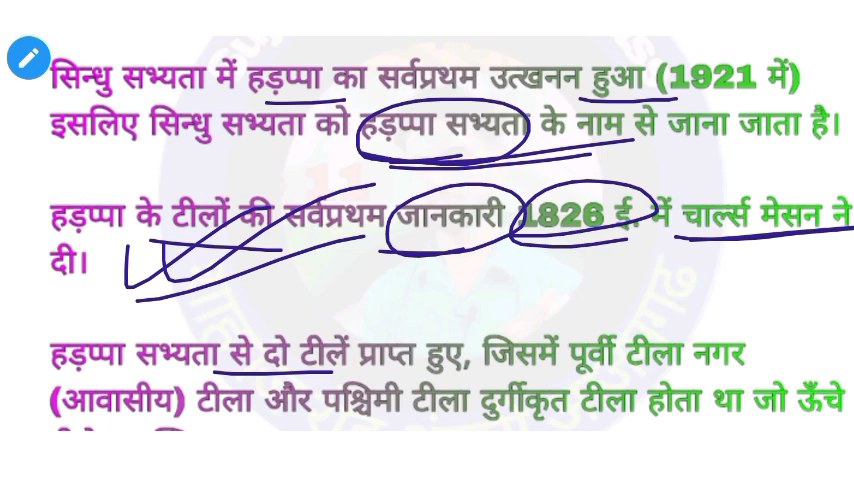 सिन्धु सभ्यता में हड़प्पा का सर्वप्रथम उत्खनन हुआ (1921 में)
इसलिए सिन्धु सभ्यता को हड़प्पा सभ्यता के नाम से जाना जाता है।
हड़प्पा के टीलों की सर्वप्रथम जानकारी 1826 ई. में चार्ल्स मेसन ने
दी।
हड़प्पा सभ्यता से दो टीलें प्राप्त हुए, जिसमें पूर्वी टीला नगर
(आवासीय) टीला और पश्चिमी टीला दुर्गीकृत टीला होता था जो ऊँचे